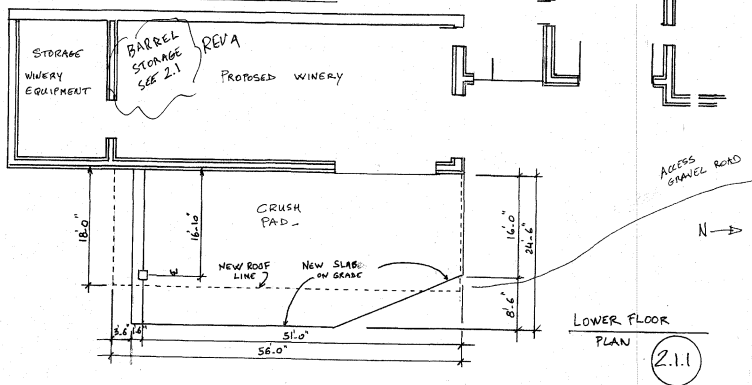 STORAGE
WINERY
EQUIPMENT
BARREL
STORAGE
SEE 2.1
REV A
PROPOSED WINERY
ACCESS
GRAVEL ROAD
N
CRUSH
PAD
18'-0"
16'-10"
16'-0"
24'-6"
8'-6"
NEW ROOF
LINE
NEW SLAB
ON GRADE
3'-6" 1'-6"
51'-0"
56'-0"
LOWER FLOOR
PLAN
2.1.1